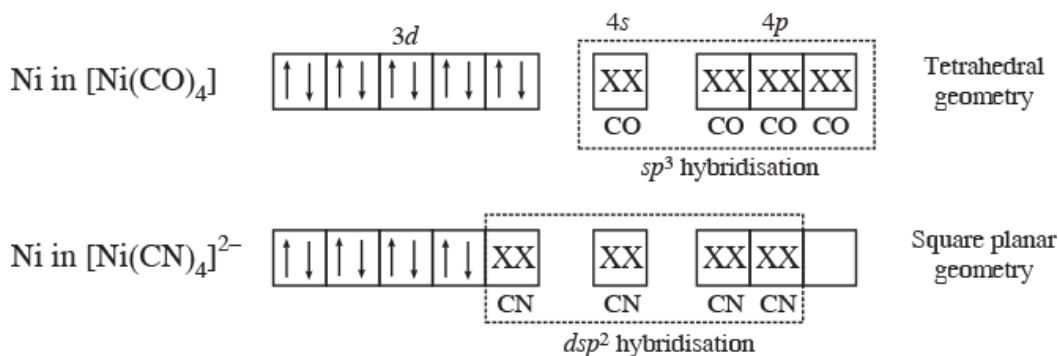 3d 4s 4p
Ni in [Ni(CO)₄] XX XX XX XX Tetrahedral
CO CO CO CO geometry
sp³ hybridisation
Ni in [Ni(CN)₄]²⁻ XX XX XX XX Square planar
CN CN CN CN geometry
dsp² hybridisation